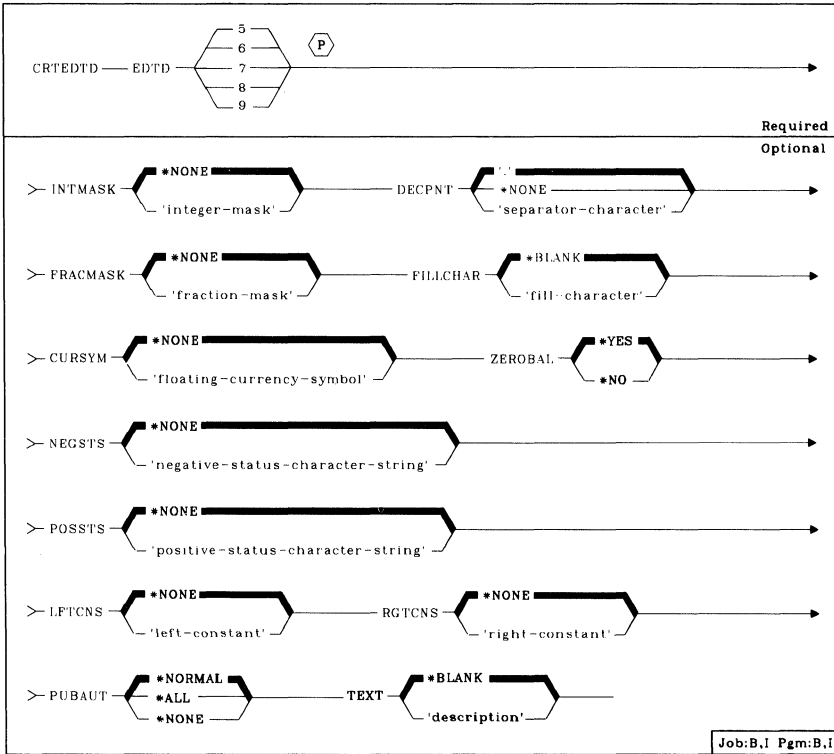 5
6
P
CRTEDTD EDTD 7
8
9
Required
Optional
*NONE '.'
INTMASK DECPNT *NONE
'integer-mask' 'separator-character'
*NONE *BLANK
FRACMASK FILLCHAR
'fraction-mask' 'fill-character'
*NONE *YES
CURSYM ZEROBAL
'floating-currency-symbol' *NO
*NONE
NEGSTS
'negative-status-character-string'
*NONE
POSSTS
'positive-status-character-string'
*NONE *NONE
LFTCNS RGTCNS
'left-constant' 'right-constant'
*NORMAL *BLANK
PUBAUT *ALL TEXT
*NONE 'description'
Job:B,I Pgm:B,I